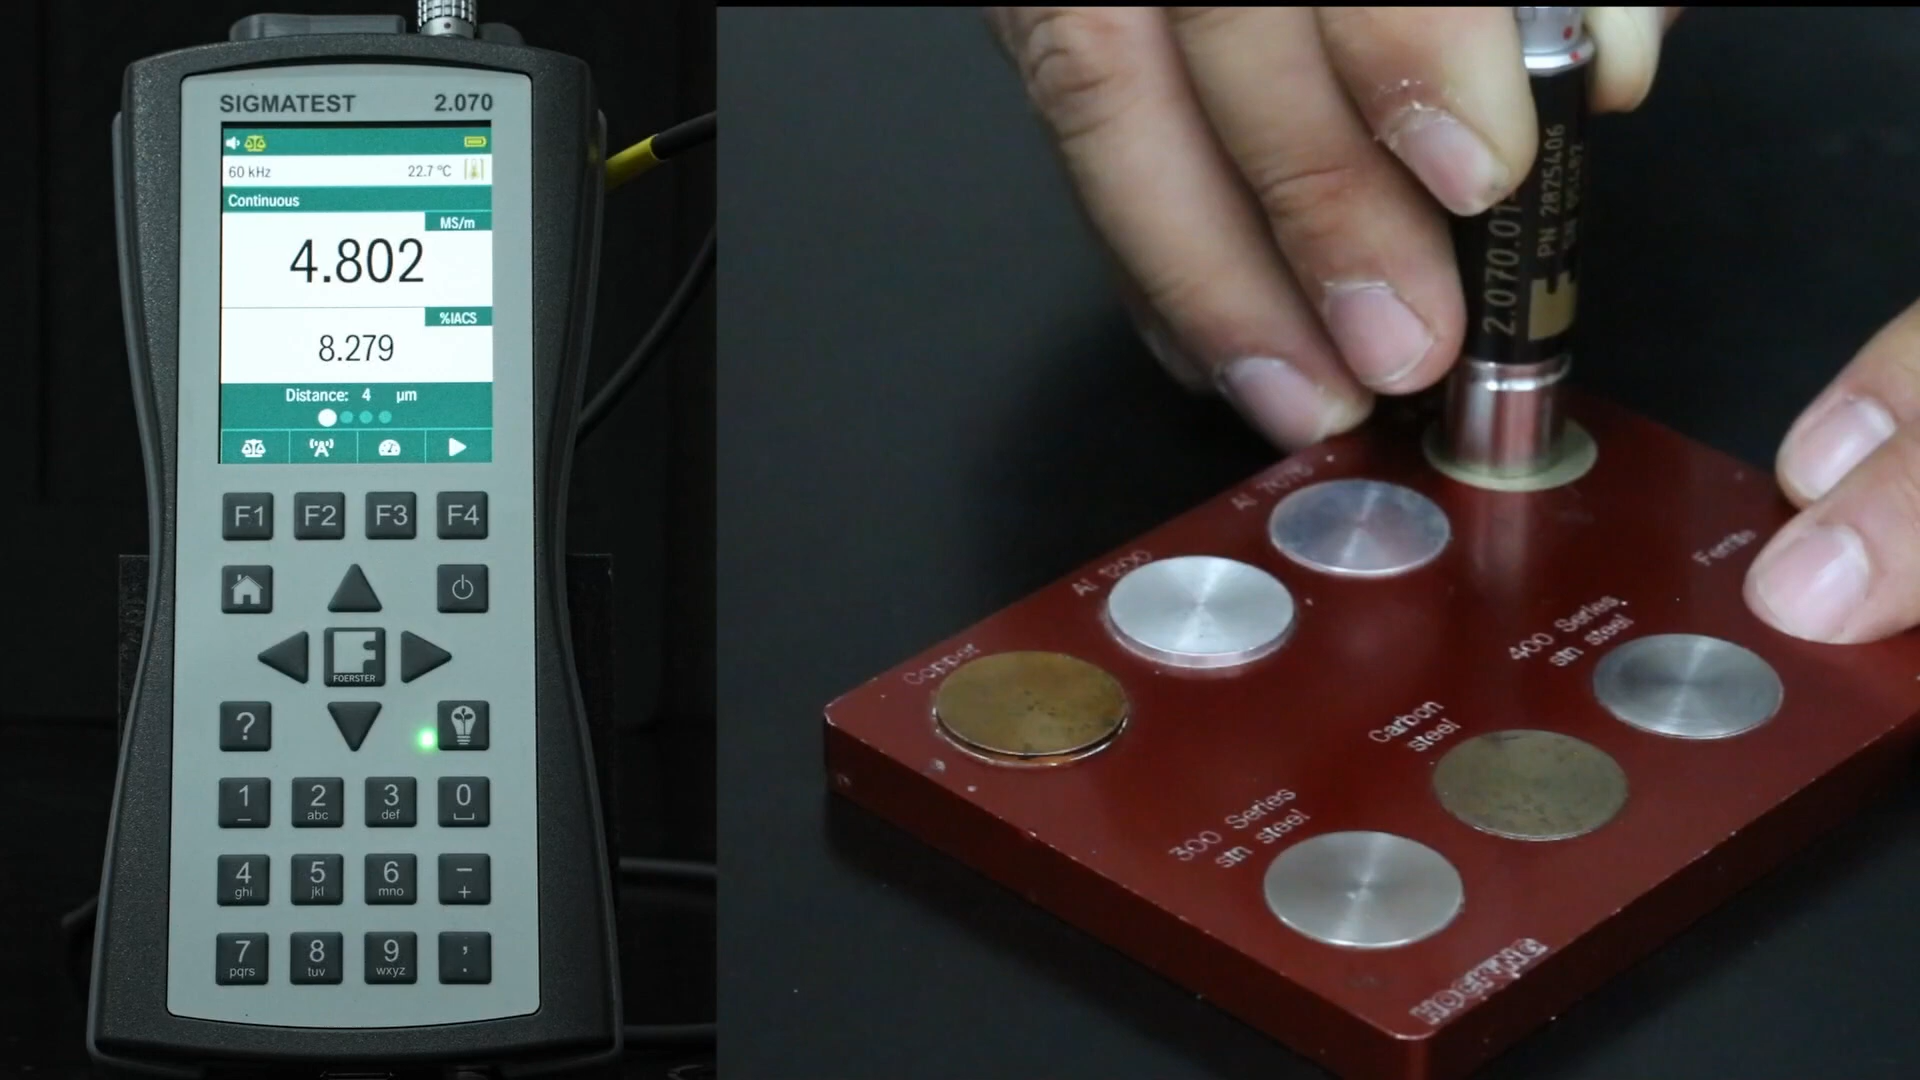 SIGMATEST 2.070
60 kHz 22.7 °C
Continuous
MS/m
4.802
%IACS
8.279
Distance: 4 µm
F1 F2 F3 F4
FOERSTER
?
1 2 3 0
_ abc def
4 5 6 −
ghi jkl mno +
7 8 9 ,
pqrs tuv wxyz .
2.070.01
PN 2825406
Al 7075
Al 1200
Copper
Ferrite
400 Series
stn steel
Carbon
steel
300 Series
stn steel
HOCKING